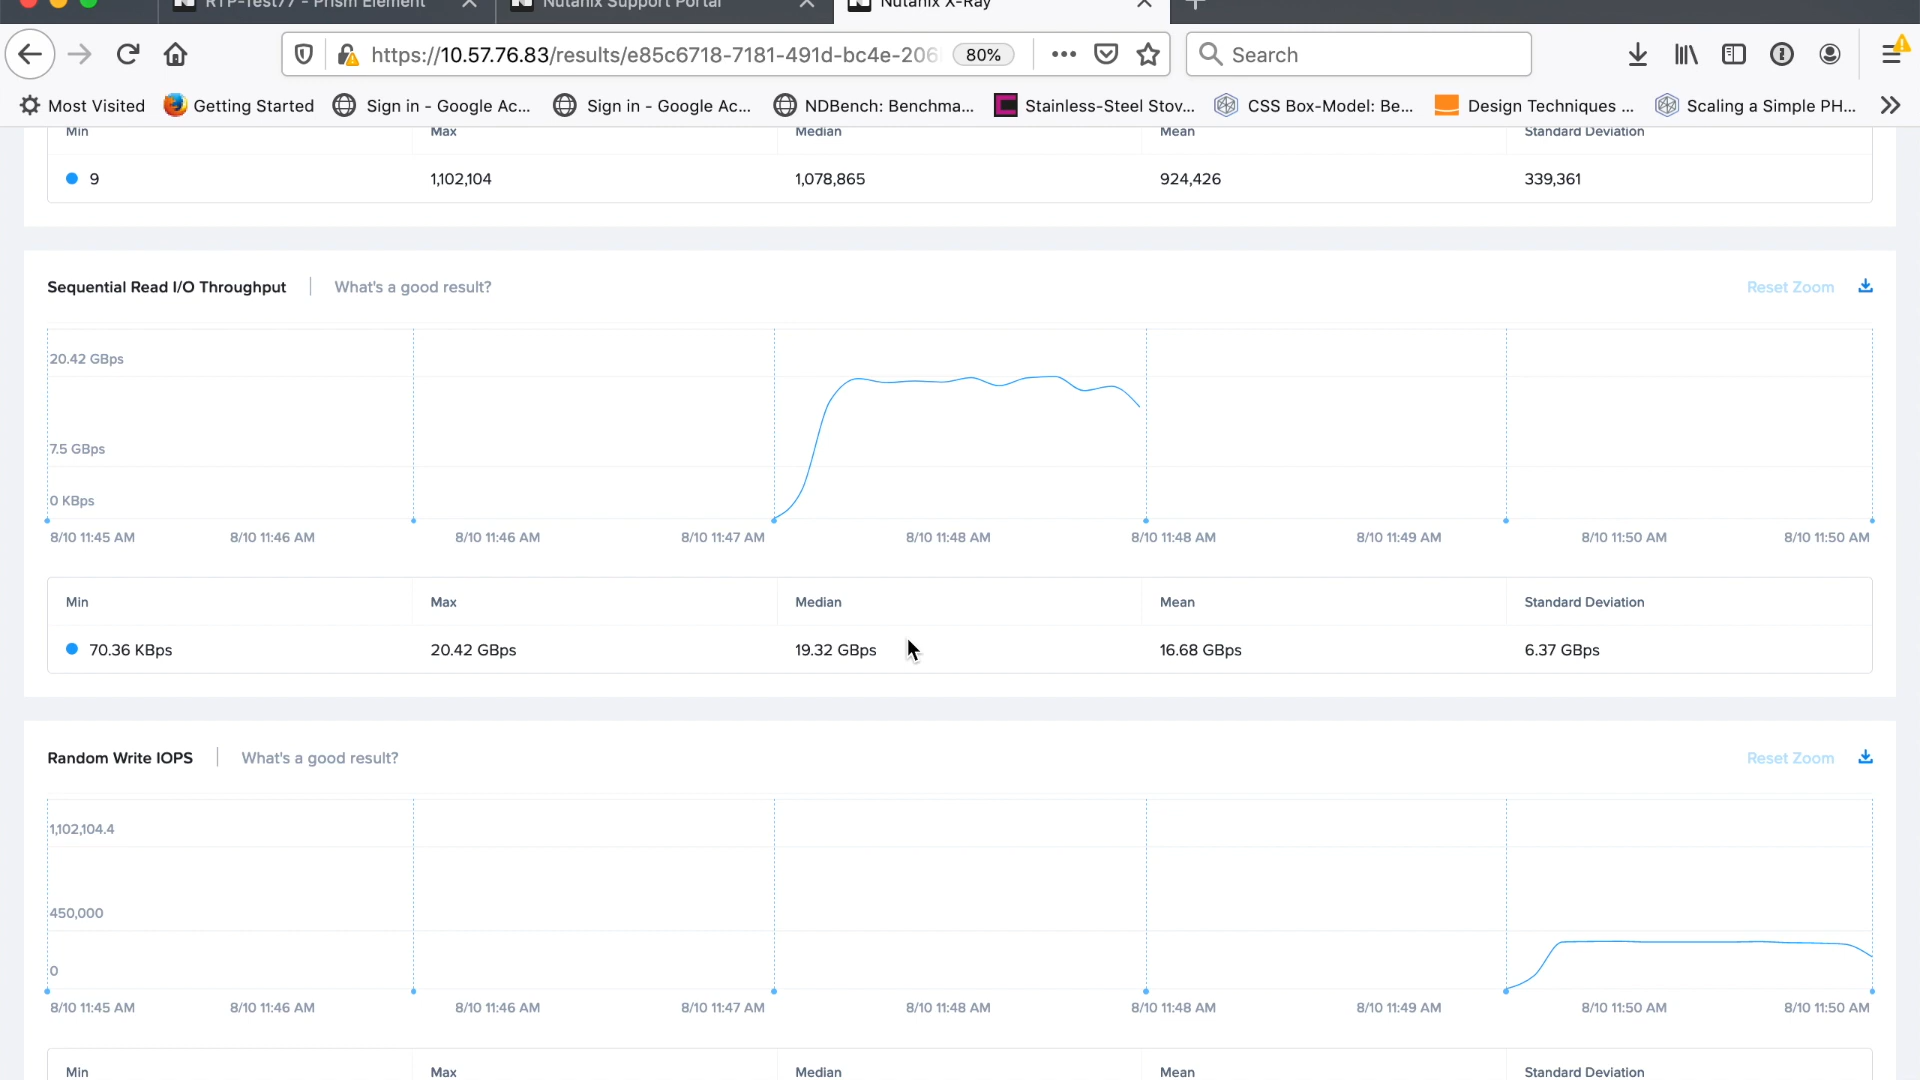 RTP-Test77 - Prism Element
Nutanix Support Portal
Nutanix X-Ray
https://10.57.76.83/results/e85c6718-7181-491d-bc4e-206
80%
Search
Most Visited
Getting Started
Sign in - Google Ac...
Sign in - Google Ac...
NDBench: Benchma...
Stainless-Steel Stov...
CSS Box-Model: Be...
Design Techniques ...
Scaling a Simple PH...
Min Max Median Mean Standard Deviation
9 1,102,104 1,078,865 924,426 339,361
Sequential Read I/O Throughput What's a good result? Reset Zoom
20.42 GBps
7.5 GBps
0 KBps
8/10 11:45 AM 8/10 11:46 AM 8/10 11:46 AM 8/10 11:47 AM 8/10 11:48 AM 8/10 11:48 AM 8/10 11:49 AM 8/10 11:50 AM 8/10 11:50 AM
Min Max Median Mean Standard Deviation
70.36 KBps 20.42 GBps 19.32 GBps 16.68 GBps 6.37 GBps
Random Write IOPS What's a good result? Reset Zoom
1,102,104.4
450,000
0
8/10 11:45 AM 8/10 11:46 AM 8/10 11:46 AM 8/10 11:47 AM 8/10 11:48 AM 8/10 11:48 AM 8/10 11:49 AM 8/10 11:50 AM 8/10 11:50 AM
Min Max Median Mean Standard Deviation